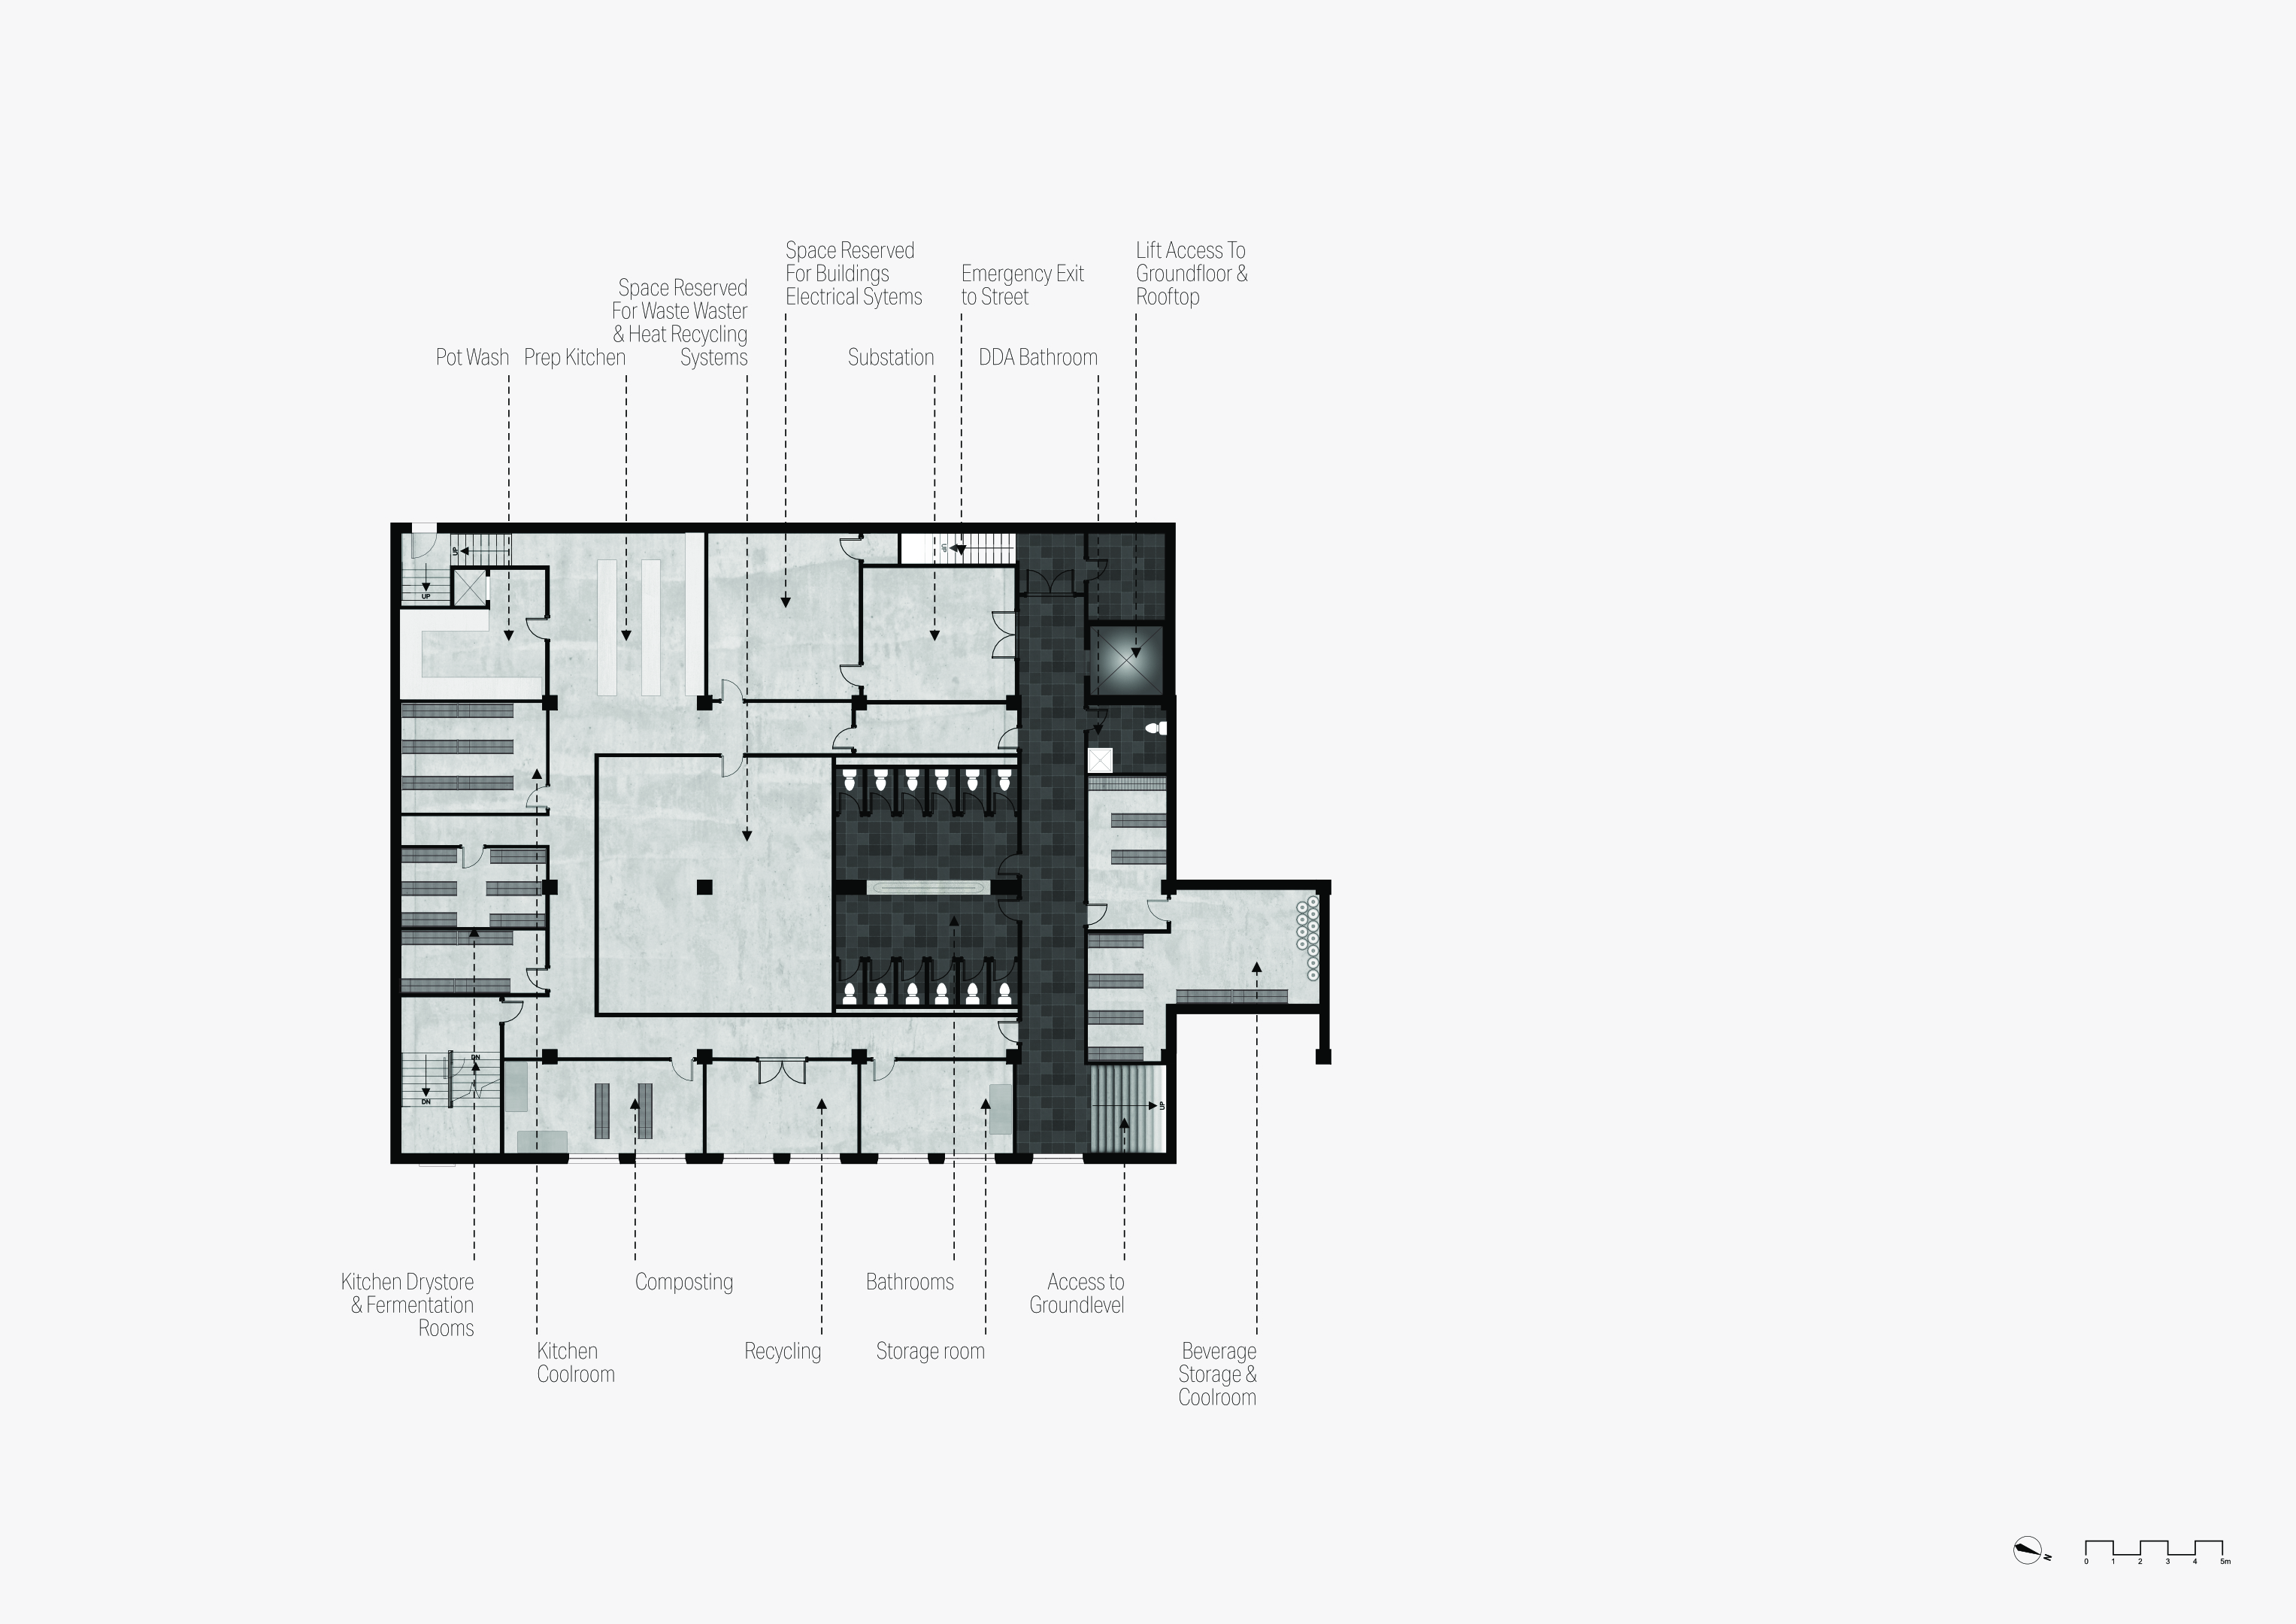 Space Reserved
For Buildings
Electrical Sytems
Lift Access To
Groundfloor &
Rooftop
Emergency Exit
to Street
Space Reserved
For Waste Waster
& Heat Recycling
Systems
Pot Wash
Prep Kitchen
Substation
DDA Bathroom
UP
UP
UP
DN
DN
UP
Kitchen Drystore
& Fermentation
Rooms
Composting
Bathrooms
Access to
Groundlevel
Kitchen
Coolroom
Recycling
Storage room
Beverage
Storage &
Coolroom
N
0 1 2 3 4 5m